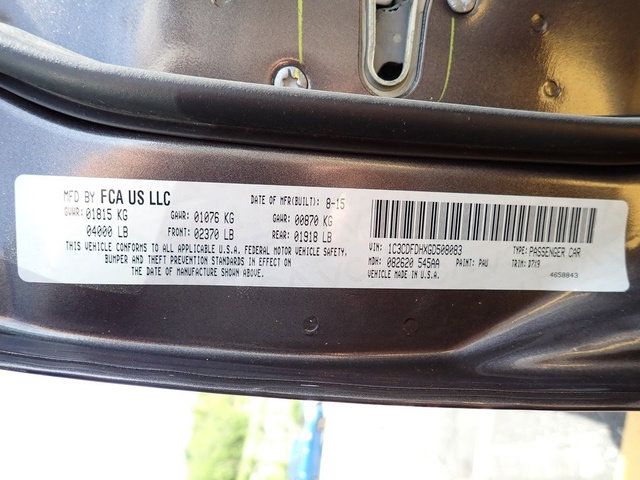 MFD BY FCA US LLC DATE OF MFR(BUILT): 8-15
GVWR: 01815 KG GAWR: 01076 KG GAWR: 00870 KG
04000 LB FRONT: 02370 LB REAR: 01918 LB
THIS VEHICLE CONFORMS TO ALL APPLICABLE U.S.A. FEDERAL MOTOR VEHICLE SAFETY,
BUMPER AND THEFT PREVENTION STANDARDS IN EFFECT ON
THE DATE OF MANUFACTURE SHOWN ABOVE.
VIN: 1C3CDFDHXGD508083 TYPE: PASSENGER CAR
MDH: 082620 545AA PAINT: PAU TRIM: D7X9
VEHICLE MADE IN U.S.A. 4658843